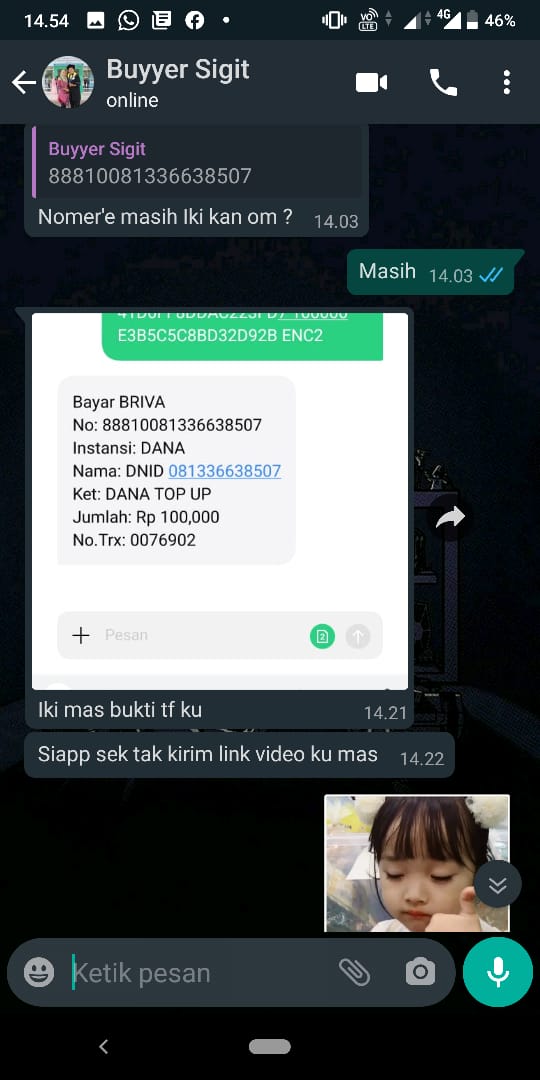 14.54
VO
LTE
4G
46%
Buyyer Sigit
online
Buyyer Sigit
88810081336638507
Nomer'e masih Iki kan om ?
14.03
Masih
14.03
E3B5C5C8BD32D92B ENC2
Bayar BRIVA
No: 88810081336638507
Instansi: DANA
Nama: DNID 081336638507
Ket: DANA TOP UP
Jumlah: Rp 100,000
No.Trx: 0076902
Pesan
Iki mas bukti tf ku
14.21
Siapp sek tak kirim link video ku mas
14.22
Ketik pesan